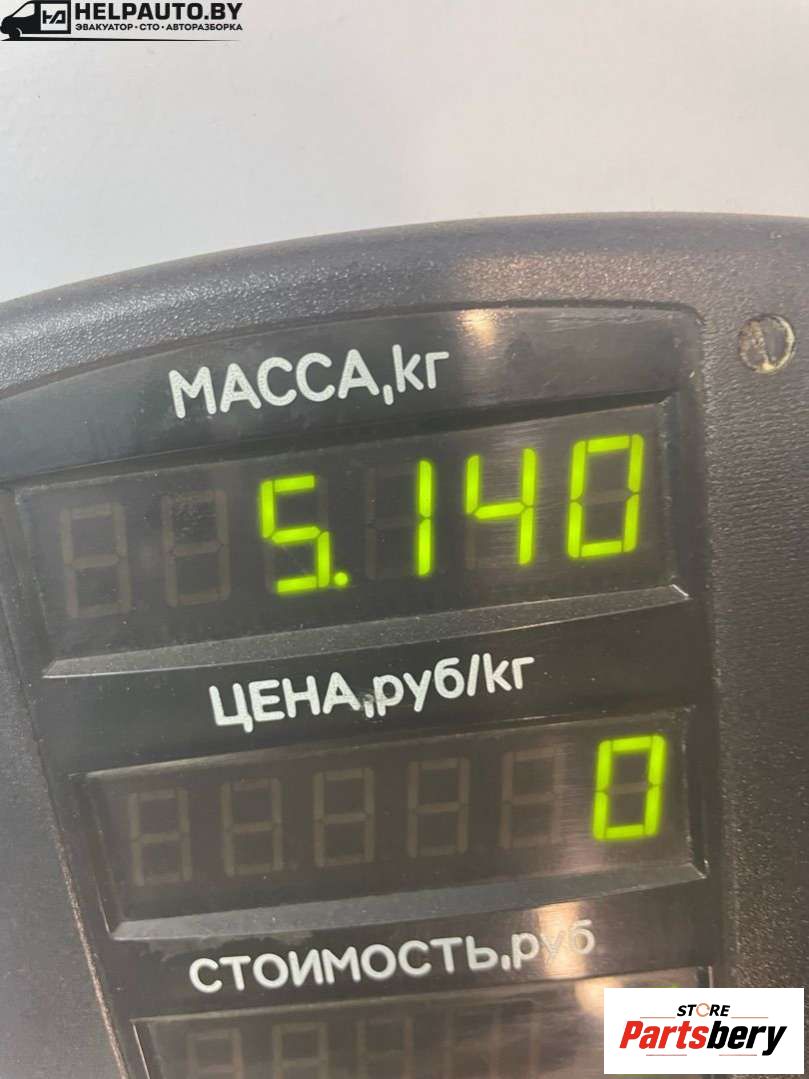 HELPAUTO.BY
ЭВАКУАТОР · СТО · АВТОРАЗБОРКА
МАССА,кг
5.140
ЦЕНА,руб/кг
0
СТОИМОСТЬ,руб
STORE
Partsbery